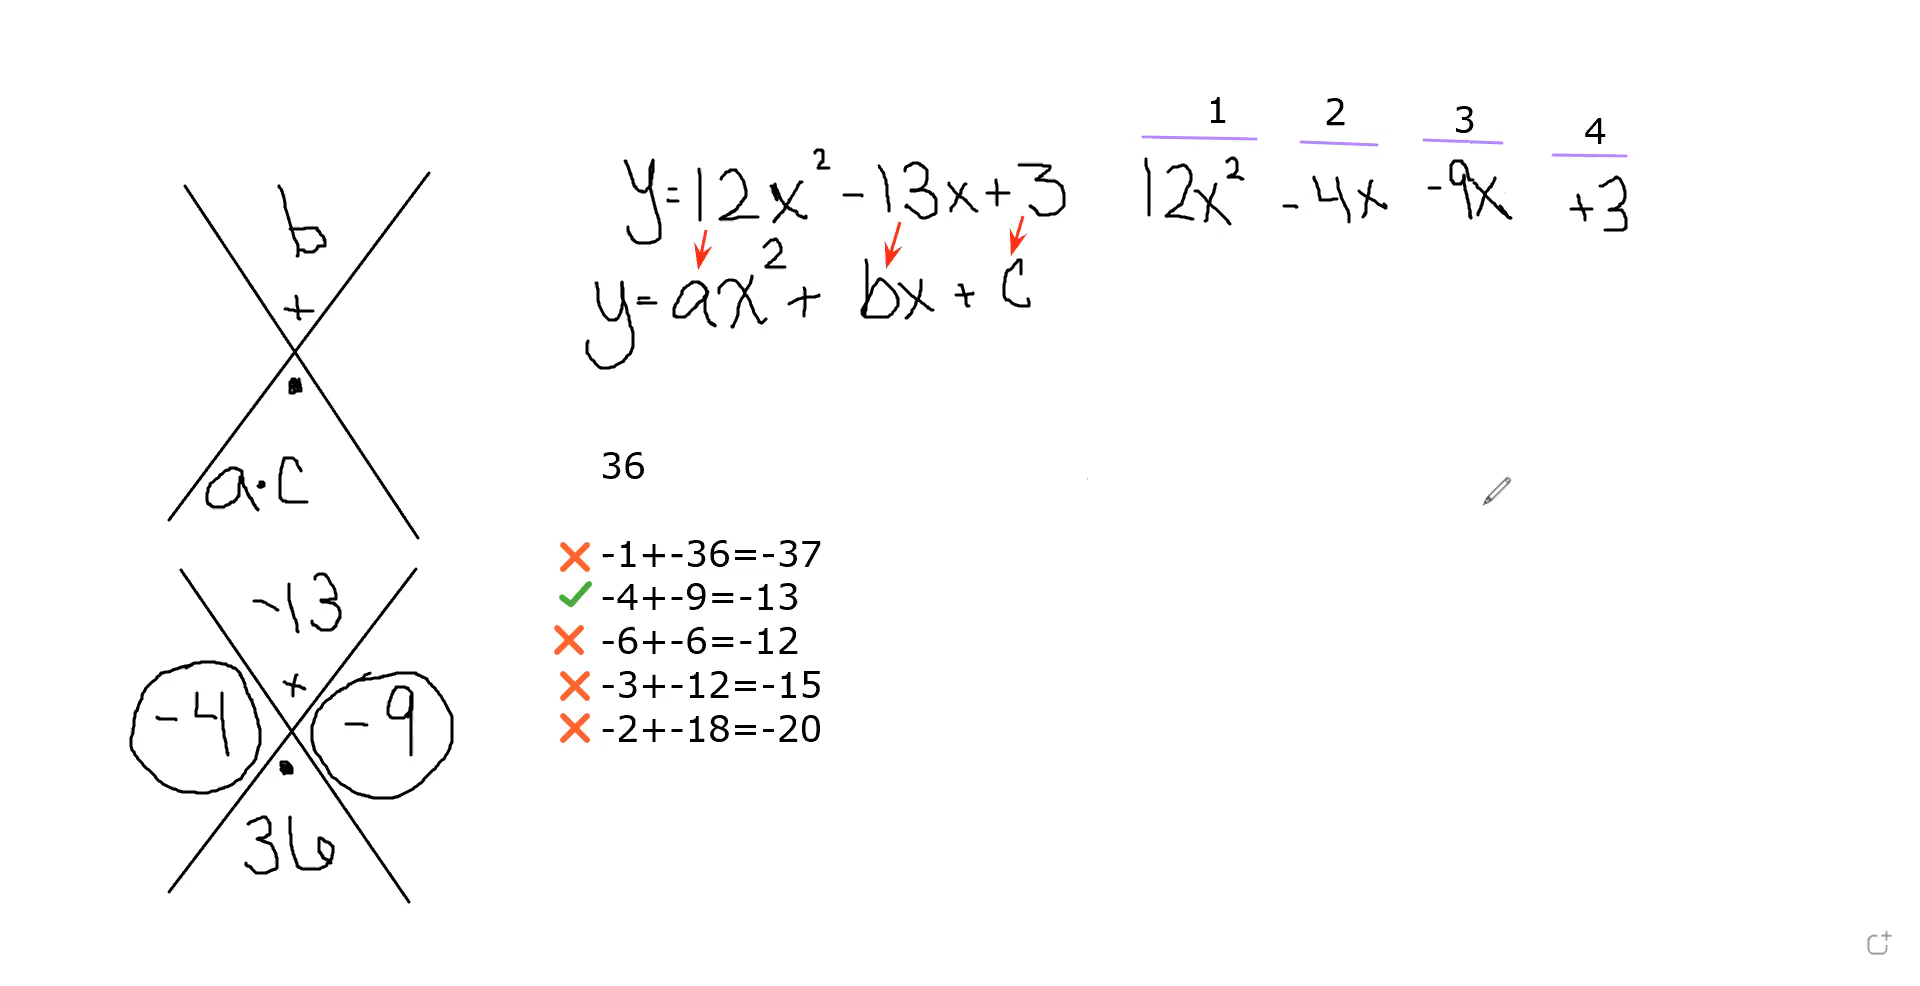 b
+
·
a·c
-13
+
-4 -9
·
36
y=12x²-13x+3
y=ax²+bx+c
36
-1+-36=-37
-4+-9=-13
-6+-6=-12
-3+-12=-15
-2+-18=-20
1 2 3 4
12x² -4x -9x +3